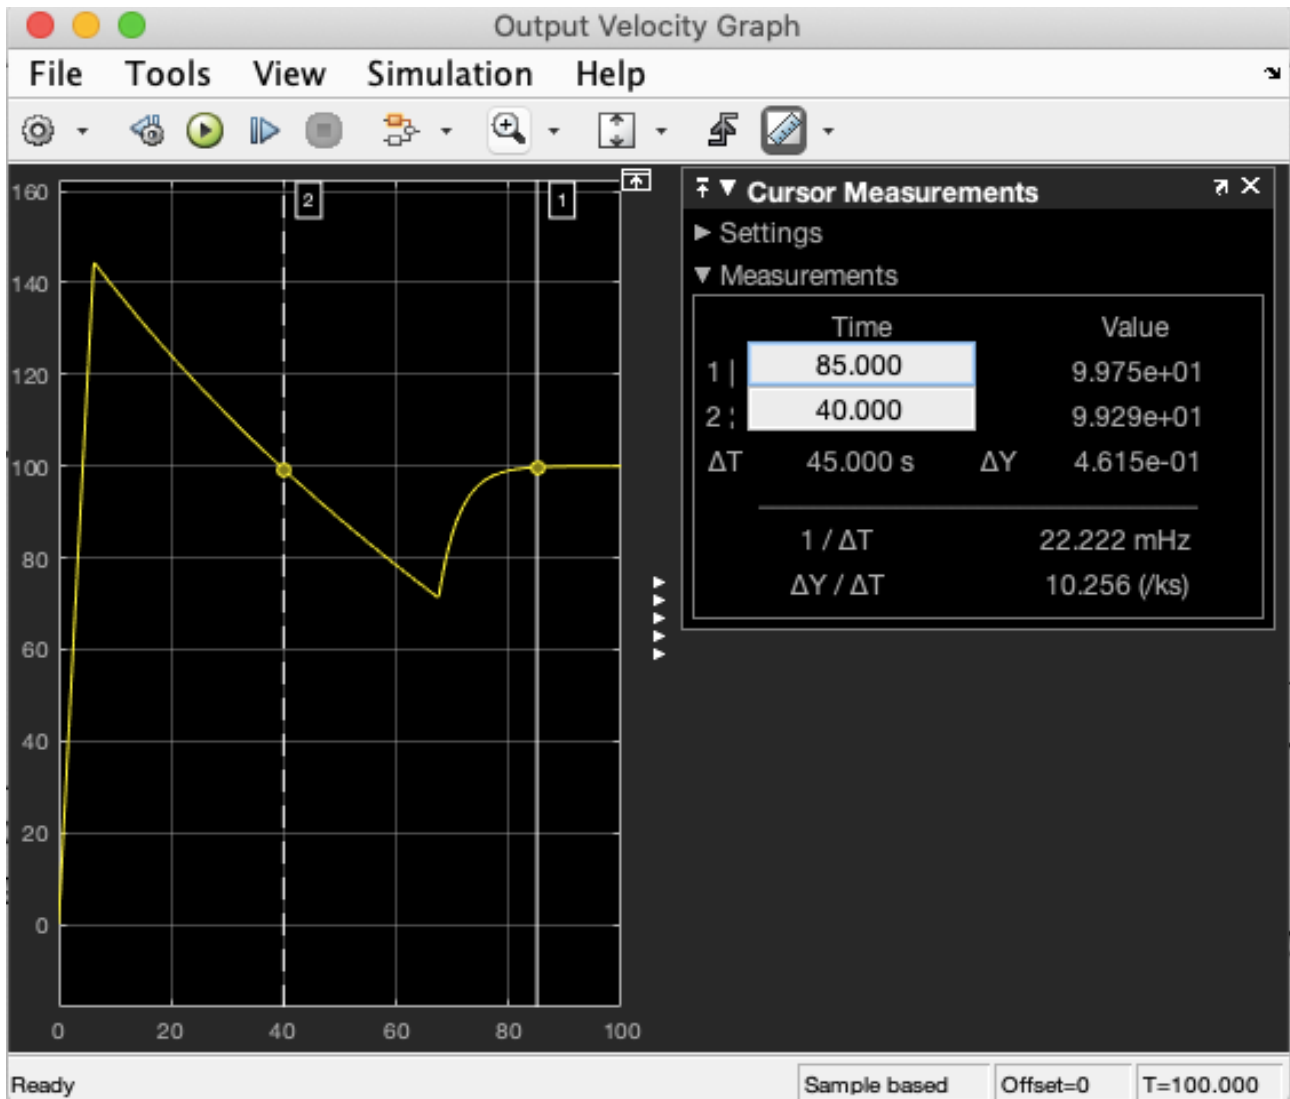 Output Velocity Graph
File Tools View Simulation Help
160
140
120
100
80
60
40
20
0
2
1
0 20 40 60 80 100
Cursor Measurements
Settings
Measurements
Time Value
1 | 85.000 9.975e+01
2 ¦ 40.000 9.929e+01
ΔT 45.000 s ΔY 4.615e-01
1 / ΔT 22.222 mHz
ΔY / ΔT 10.256 (/ks)
Ready Sample based Offset=0 T=100.000